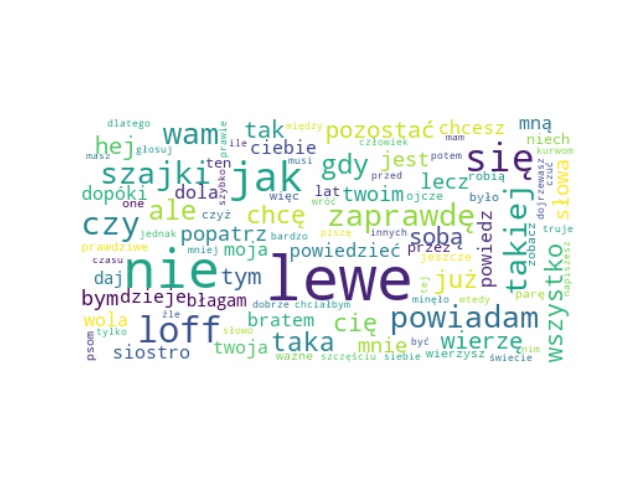 dlatego
wam tak między pozostać chcesz mną
hej prawie ile ciebie człowiek mam niech
masz głosuj ten gdy jest potem się kurwom
szajki szybko jak musi przed lecz robią dojrzewasz czuć słowa
dopóki dola więc lat twoim ojcze było
one ale czyż chcę wróć zaprawdę powiedz takiej
czy jednak popatrz bardzo piszę innych sobą zobacz truje
prawdziwe mniej moja powiedzieć przez jeszcze wszystko napiszesz
czasu nie tym lewe tej już
daj
bym dzieje błagam dobrze chciałbym minęło wtedy parę
wola źle loff bratem cię powiadam
tylko słowo taka mnie być wierzę nim
psom siostro twoja ważne szczęściu siebie wierzysz świecie